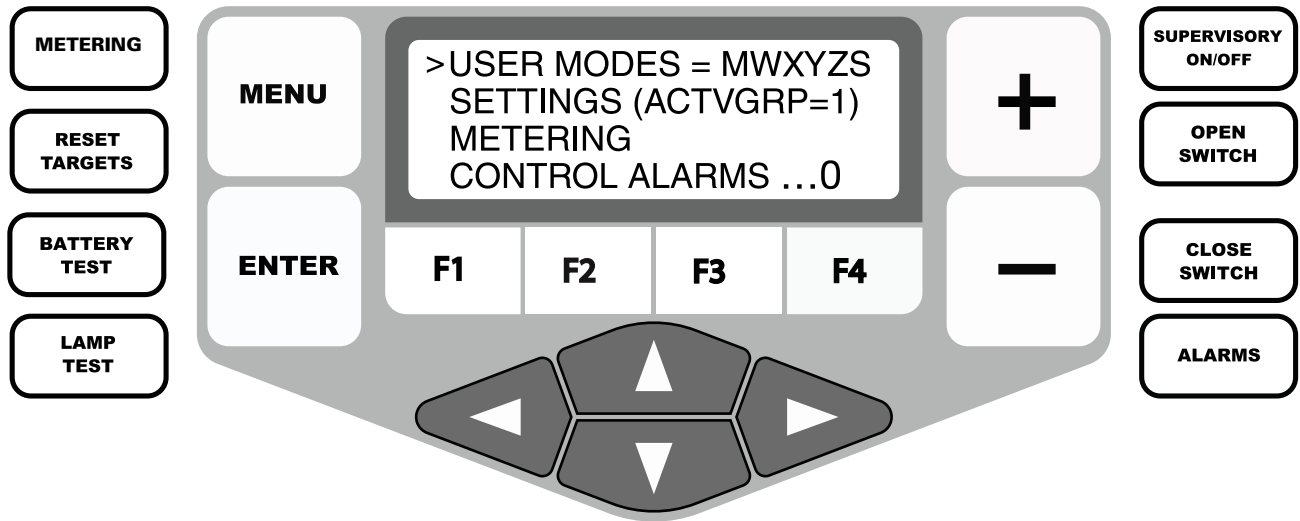 METERING
RESET
TARGETS
BATTERY
TEST
LAMP
TEST
MENU
ENTER
>USER MODES = MWXYZS
SETTINGS (ACTVGRP=1)
METERING
CONTROL ALARMS ...0
F1
F2
F3
F4
+
−
SUPERVISORY
ON/OFF
OPEN
SWITCH
CLOSE
SWITCH
ALARMS